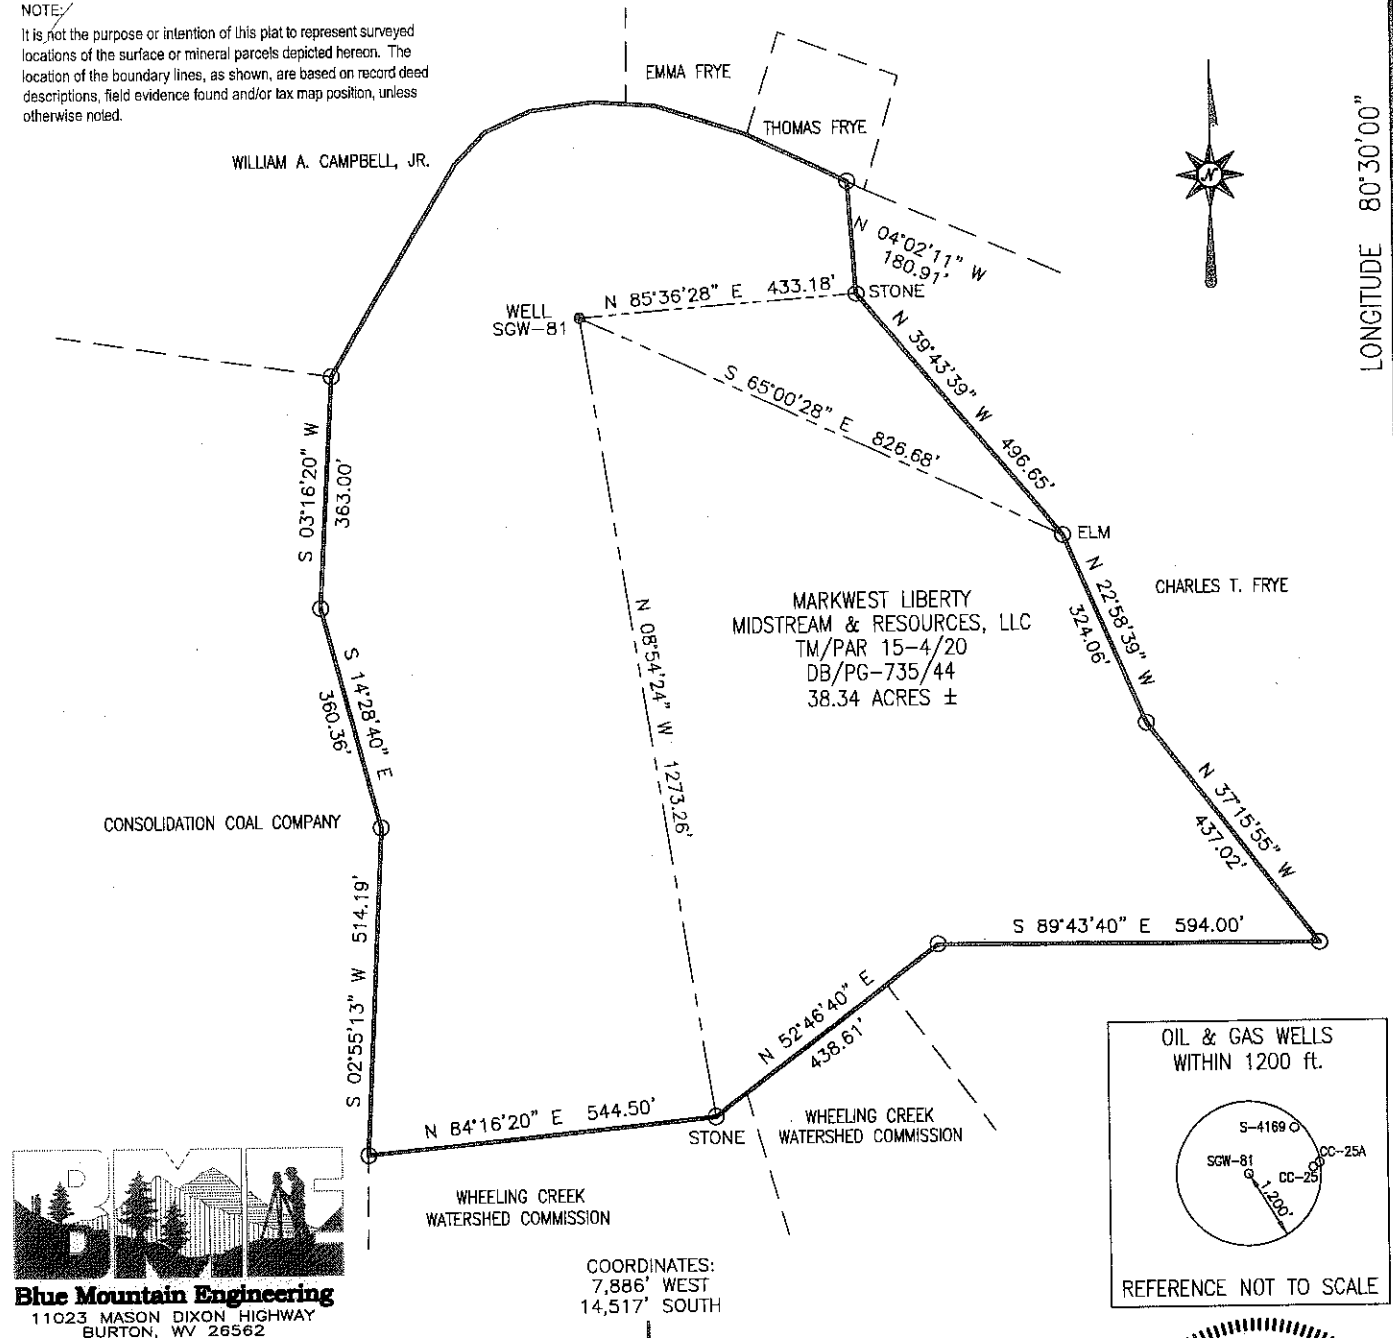 NOTE:
It is not the purpose or intention of this plat to represent surveyed
locations of the surface or mineral parcels depicted hereon. The
location of the boundary lines, as shown, are based on record deed
descriptions, field evidence found and/or tax map position, unless
otherwise noted.
EMMA FRYE
THOMAS FRYE
WILLIAM A. CAMPBELL, JR.
N
LONGITUDE 80°30'00"
N 04°02'11" W
180.91'
STONE
N 85°36'28" E 433.18'
WELL
SGW-81
N 39°43'39" W 496.65'
S 65°00'28" E 826.68'
S 03°16'20" W
363.00'
ELM
CHARLES T. FRYE
N 22°58'39" W
324.06'
MARKWEST LIBERTY
MIDSTREAM & RESOURCES, LLC
TM/PAR 15-4/20
DB/PG-735/44
38.34 ACRES ±
N 08°54'24" W 1273.26'
S 14°28'40" E
360.36'
N 37°15'55" W
437.02'
CONSOLIDATION COAL COMPANY
S 02°55'13" W 514.19'
S 89°43'40" E 594.00'
N 52°46'40" E
438.61'
N 84°16'20" E 544.50'
STONE
WHEELING CREEK
WATERSHED COMMISSION
WHEELING CREEK
WATERSHED COMMISSION
OIL & GAS WELLS
WITHIN 1200 ft.
S-4169
CC-25A
SGW-81
CC-25
1,200'
REFERENCE NOT TO SCALE
BME
Blue Mountain Engineering
11023 MASON DIXON HIGHWAY
BURTON, WV 26562
COORDINATES:
7,886' WEST
14,517' SOUTH